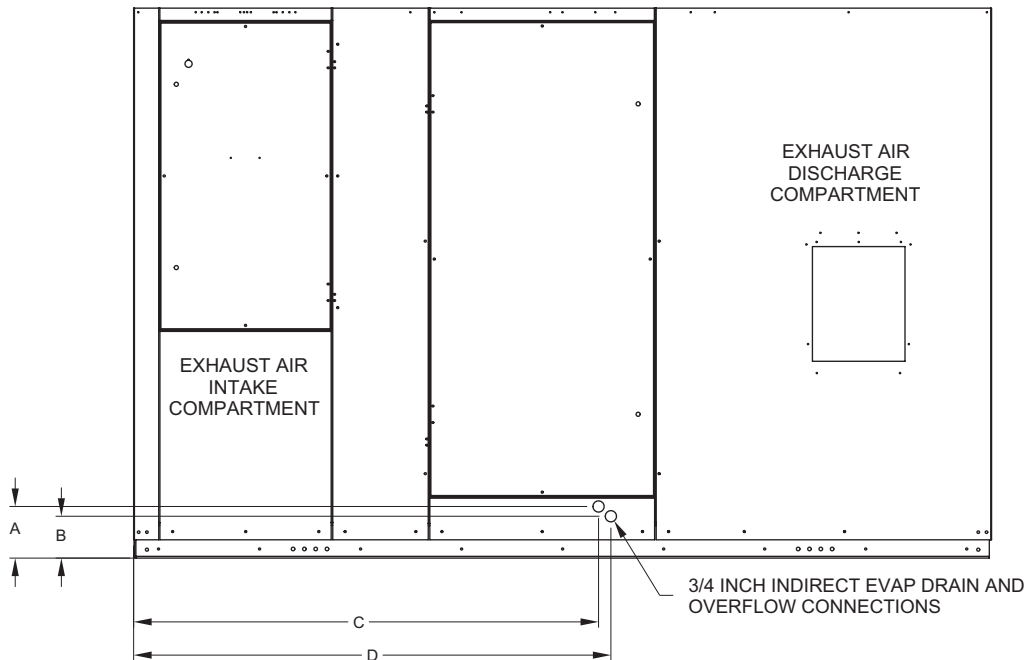 EXHAUST AIR
DISCHARGE
COMPARTMENT
EXHAUST AIR
INTAKE
COMPARTMENT
A
B
3/4 INCH INDIRECT EVAP DRAIN AND
OVERFLOW CONNECTIONS
C
D